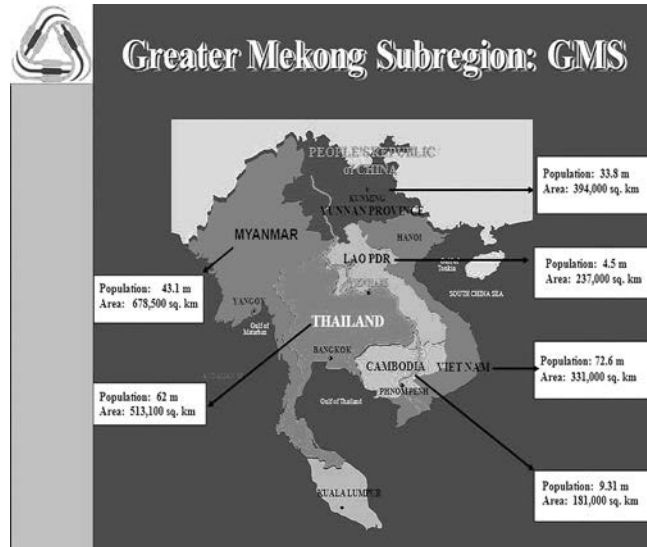 Greater Mekong Subregion: GMS
PEOPLE'S REPUBLIC
of CHINA
Population: 33.8 m
Area: 394,000 sq. km
KUNMING
YUNNAN PROVINCE
MYANMAR
HANOI
LAO PDR
Gulf of
Tonkin
Population: 4.5 m
Area: 237,000 sq. km
Population: 43.1 m
Area: 678,500 sq. km
SOUTH CHINA SEA
YANGON
Gulf of
THAILAND
BANGKOK
CAMBODIA
VIET NAM
Population: 72.6 m
Area: 331,000 sq. km
PHNOM PENH
Population: 62 m
Area: 513,100 sq. km
Gulf of Thailand
Population: 9.31 m
Area: 181,000 sq. km
KUALA LUMPUR